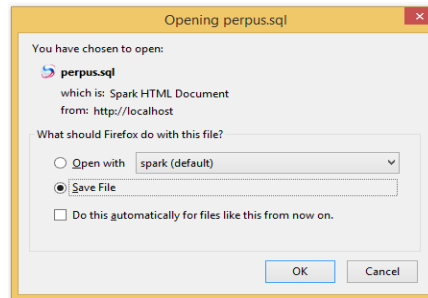 Opening perpus.sql
You have chosen to open:
perpus.sql
which is: Spark HTML Document
from: http://localhost
What should Firefox do with this file?
Open with spark (default)
Save File
Do this automatically for files like this from now on.
OK Cancel